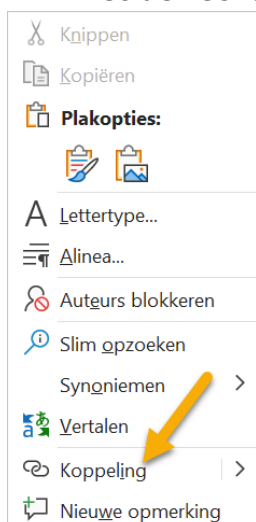 Knippen
Kopiëren
Plakopties:
Lettertype...
Alinea...
Auteurs blokkeren
Slim opzoeken
Synoniemen
Vertalen
Koppeling
Nieuwe opmerking